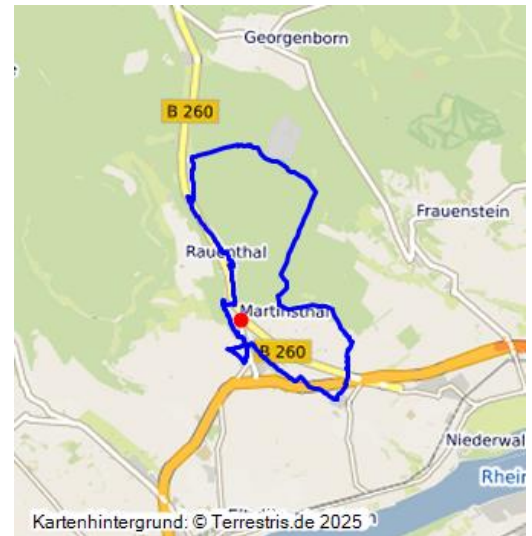 Georgenborn
B 260
Frauenstein
Rauenthal
Martinsthal
B 260
Niederwal
Rhein
Kartenhintergrund: © Terrestris.de 2025